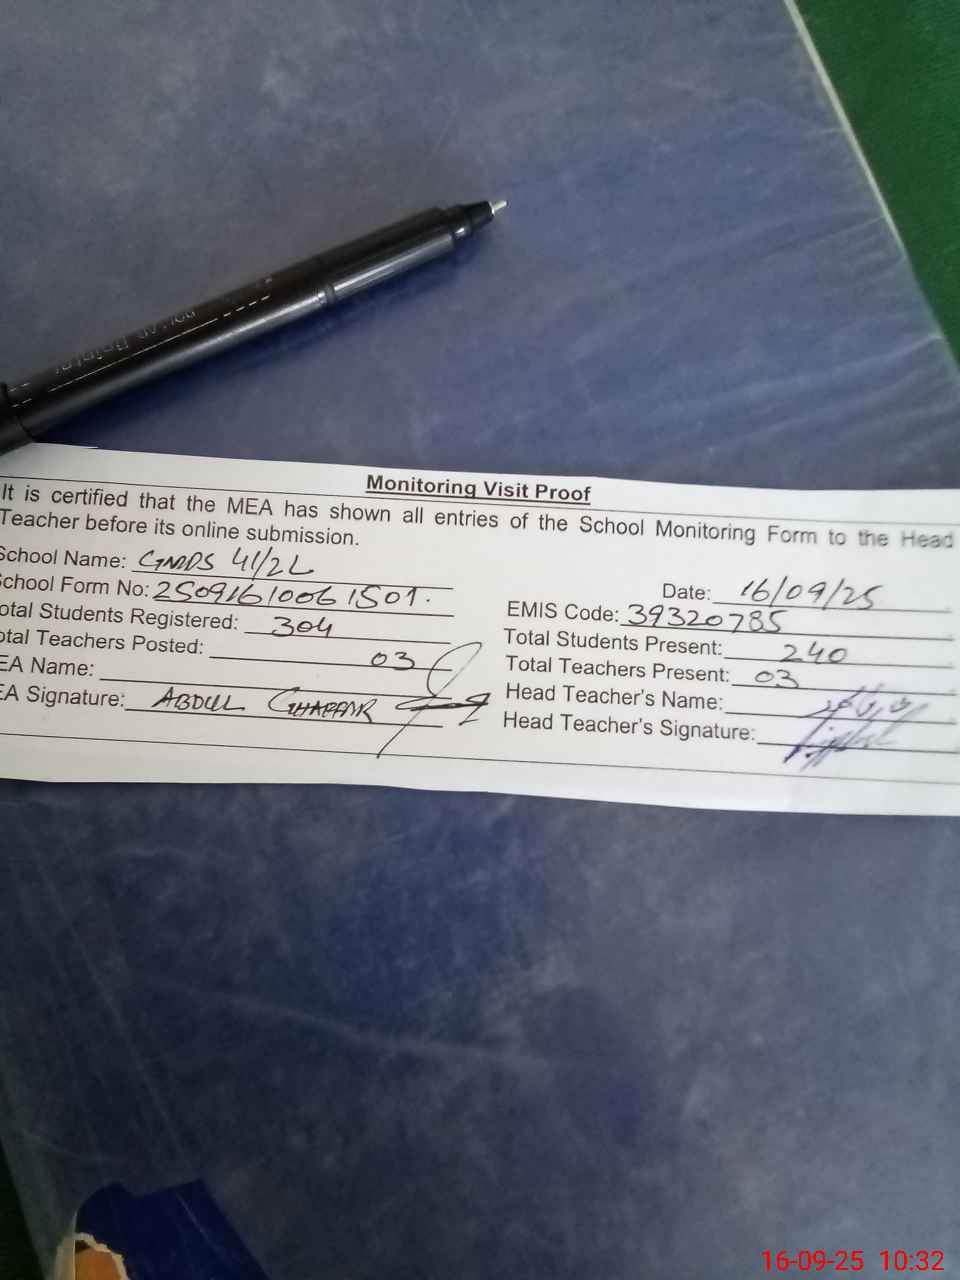 Monitoring Visit Proof
It is certified that the MEA has shown all entries of the School Monitoring Form to the Head
Teacher before its online submission.
School Name: GMPS 41/2L
Date: 16/09/25
School Form No: 2509161006 1501.
EMIS Code: 39320785
otal Students Registered: 304
Total Students Present: 240
otal Teachers Posted: 03
Total Teachers Present: 03
EA Name:
Head Teacher's Name:
EA Signature: ABDUL GHAFFAR
Head Teacher's Signature:
16-09-25 10:32